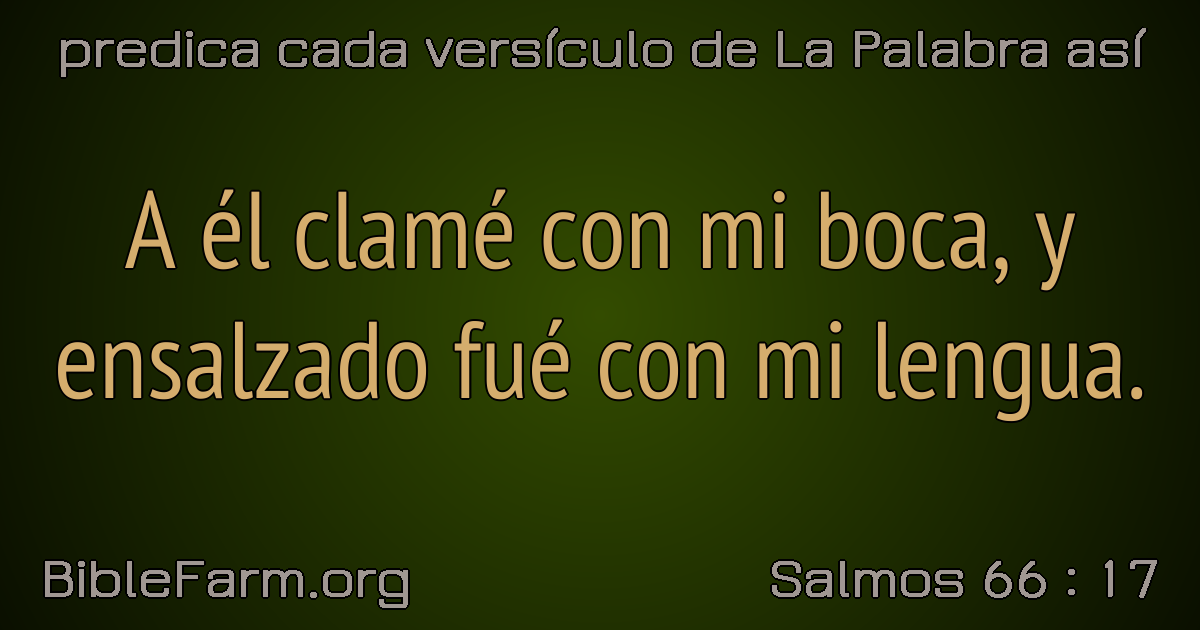 predica cada versículo de La Palabra así
A él clamé con mi boca, y
ensalzado fué con mi lengua.
BibleFarm.org
Salmos 66 : 17